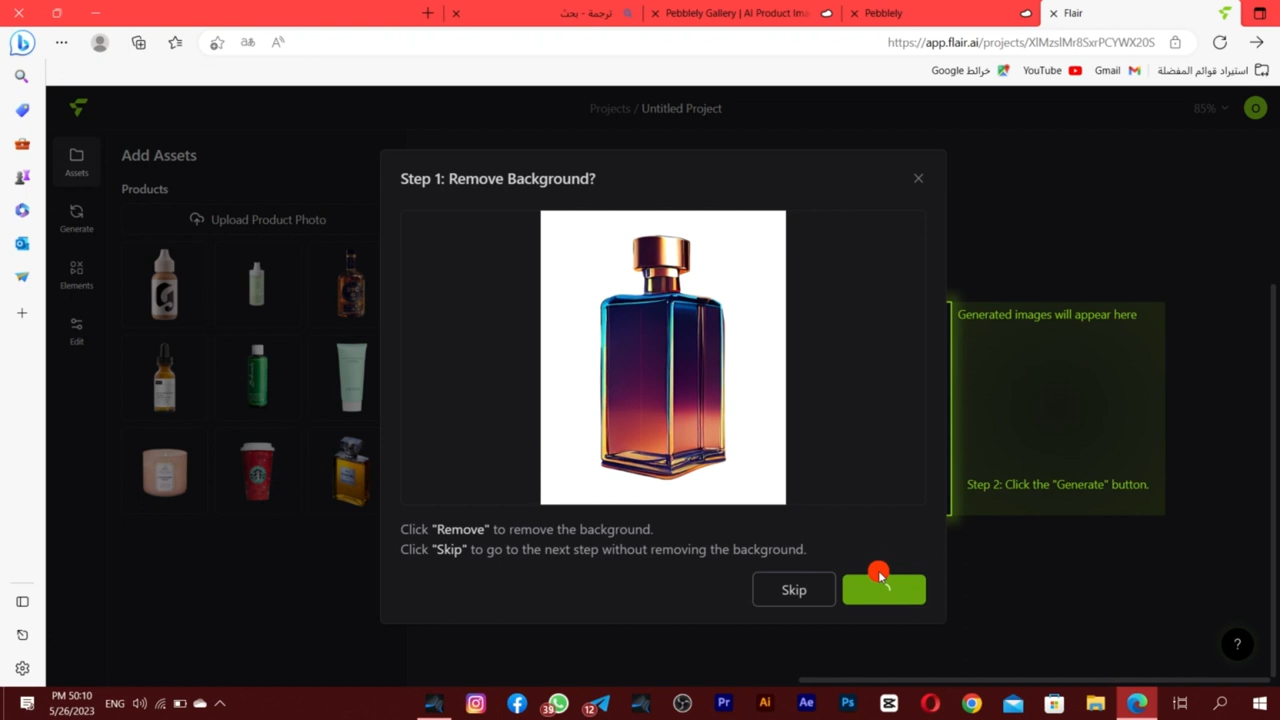 ترجمة - بحث
Pebblely Gallery | AI Product Ima
Pebblely
Flair
https://app.flair.ai/projects/XlMzslMr8SxrPCYWX20S
خرائط Google
YouTube
Gmail
استيراد قوائم المفضلة
Projects / Untitled Project
85%
O
Assets
Generate
Elements
Edit
Add Assets
Products
Upload Product Photo
Step 1: Remove Background?
Click "Remove" to remove the background.
Click "Skip" to go to the next step without removing the background.
Skip
Generated images will appear here
Step 2: Click the "Generate" button.
?
PM 50:10
5/26/2023
ENG
39
12
Pr
Ai
Ae
Ps